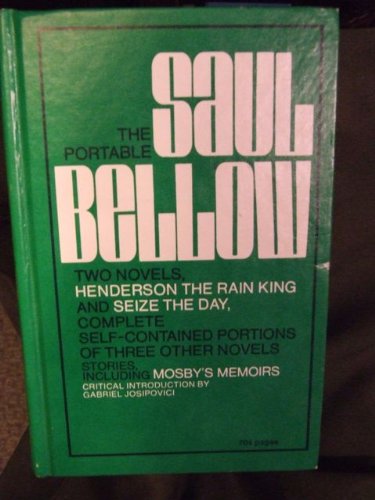 THE
PORTABLE
SAUL
BELLOW
TWO NOVELS,
HENDERSON THE RAIN KING
AND SEIZE THE DAY,
COMPLETE
SELF-CONTAINED PORTIONS
OF THREE OTHER NOVELS
STORIES,
INCLUDING MOSBY'S MEMOIRS
CRITICAL INTRODUCTION BY
GABRIEL JOSIPOVICI